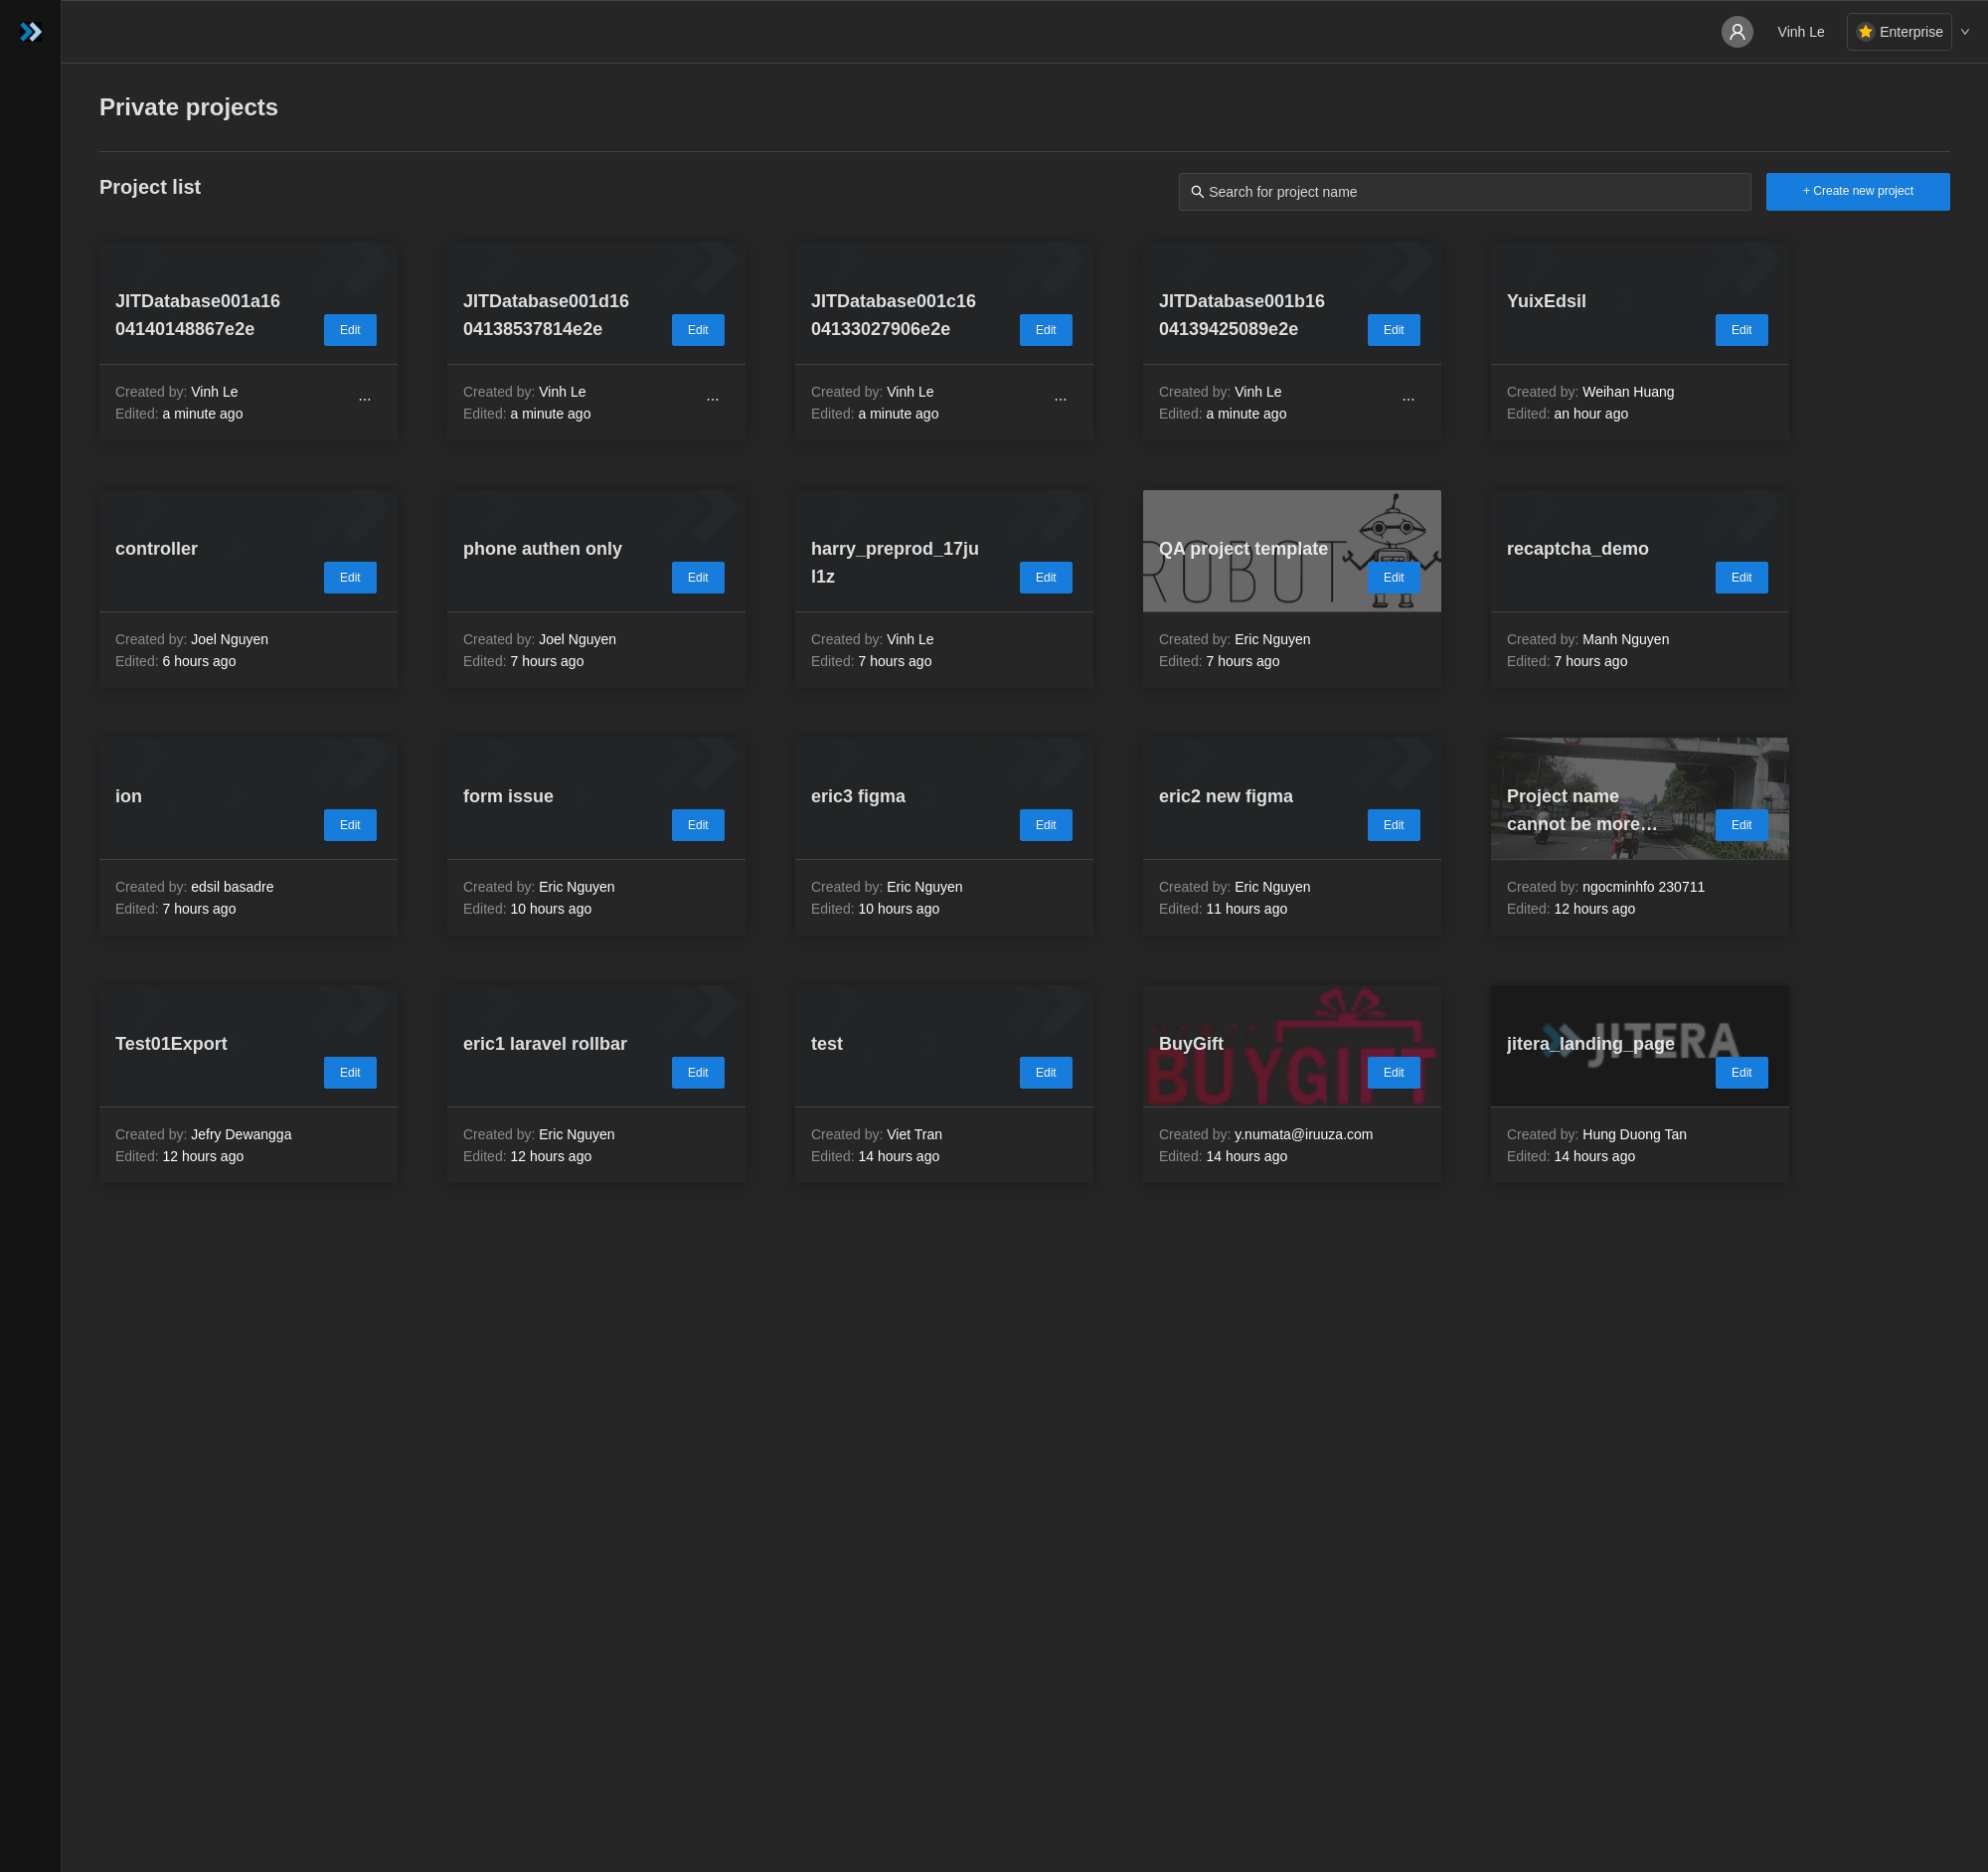 Vinh Le
Enterprise
Private projects
Project list
Search for project name
+ Create new project
JITDatabase001a16
04140148867e2e
Edit
Created by: Vinh Le
...
Edited: a minute ago
JITDatabase001d16
04138537814e2e
Edit
Created by: Vinh Le
...
Edited: a minute ago
JITDatabase001c16
04133027906e2e
Edit
Created by: Vinh Le
...
Edited: a minute ago
JITDatabase001b16
04139425089e2e
Edit
Created by: Vinh Le
...
Edited: a minute ago
YuixEdsil
Edit
Created by: Weihan Huang
Edited: an hour ago
controller
Edit
Created by: Joel Nguyen
Edited: 6 hours ago
phone authen only
Edit
Created by: Joel Nguyen
Edited: 7 hours ago
harry_preprod_17ju
l1z
Edit
Created by: Vinh Le
Edited: 7 hours ago
QA project template
ROBOT
Edit
Created by: Eric Nguyen
Edited: 7 hours ago
recaptcha_demo
Edit
Created by: Manh Nguyen
Edited: 7 hours ago
ion
Edit
Created by: edsil basadre
Edited: 7 hours ago
form issue
Edit
Created by: Eric Nguyen
Edited: 10 hours ago
eric3 figma
Edit
Created by: Eric Nguyen
Edited: 10 hours ago
eric2 new figma
Edit
Created by: Eric Nguyen
Edited: 11 hours ago
Project name
cannot be more…
Edit
Created by: ngocminhfo 230711
Edited: 12 hours ago
Test01Export
Edit
Created by: Jefry Dewangga
Edited: 12 hours ago
eric1 laravel rollbar
Edit
Created by: Eric Nguyen
Edited: 12 hours ago
test
Edit
Created by: Viet Tran
Edited: 14 hours ago
BuyGift
BUYGIFT
Edit
Created by: y.numata@iruuza.com
Edited: 14 hours ago
JITERA
jitera_landing_page
Edit
Created by: Hung Duong Tan
Edited: 14 hours ago